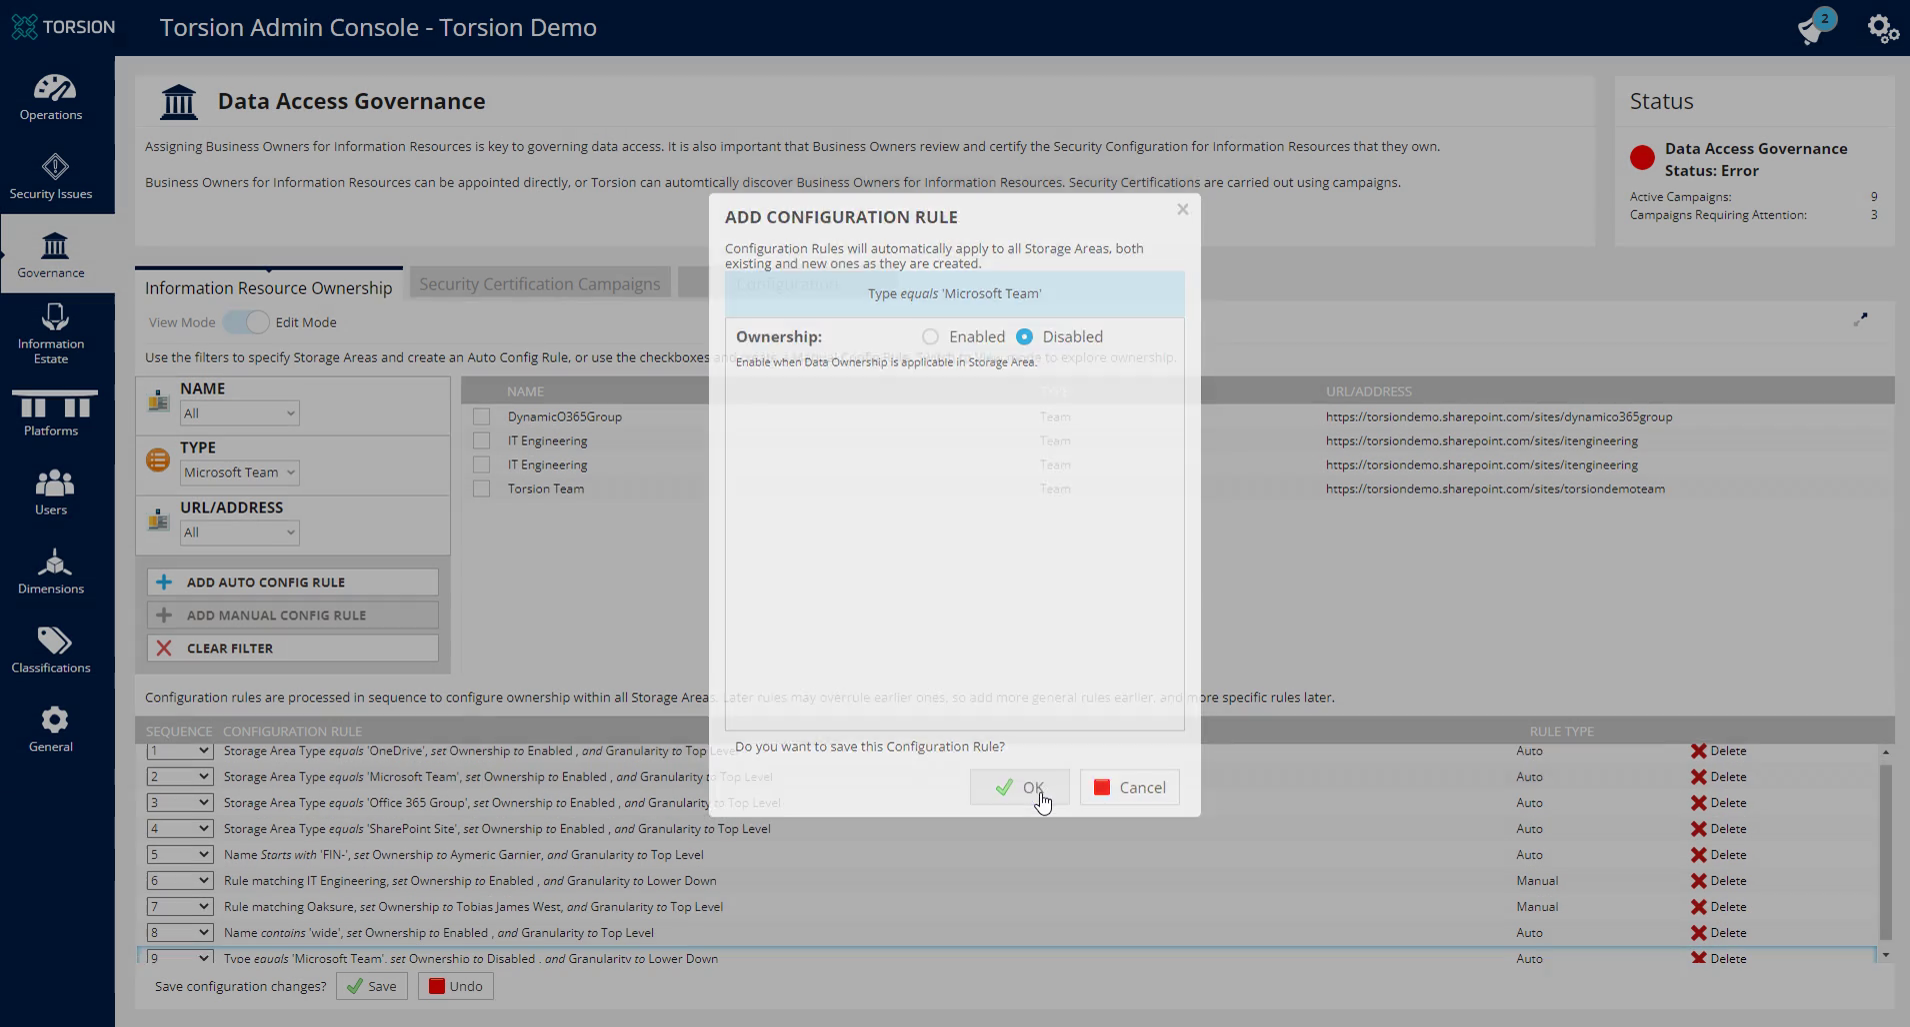 TORSION
Torsion Admin Console - Torsion Demo
2
Operations
Security Issues
Governance
Information
Estate
Platforms
Users
Dimensions
Classifications
General
Data Access Governance
Assigning Business Owners for Information Resources is key to governing data access. It is also important that Business Owners review and certify the Security Configuration for Information Resources that they own.
Business Owners for Information Resources can be appointed directly, or Torsion can automtically discover Business Owners for Information Resources. Security Certifications are carried out using campaigns.
Status
Data Access Governance
Status: Error
Active Campaigns: 9
Campaigns Requiring Attention: 3
Information Resource Ownership
Security Certification Campaigns
Configuration
View Mode Edit Mode
Use the filters to specify Storage Areas and create an Auto Config Rule, or use the checkboxes and create a Manual Config Rule. Switch to View mode to explore ownership.
NAME
All
TYPE
Microsoft Team
URL/ADDRESS
All
ADD AUTO CONFIG RULE
ADD MANUAL CONFIG RULE
CLEAR FILTER
NAME TYPE URL/ADDRESS
DynamicO365Group Team https://torsiondemo.sharepoint.com/sites/dynamico365group
IT Engineering Team https://torsiondemo.sharepoint.com/sites/itengineering
IT Engineering Team https://torsiondemo.sharepoint.com/sites/itengineering
Torsion Team Team https://torsiondemo.sharepoint.com/sites/torsiondemoteam
ADD CONFIGURATION RULE
Configuration Rules will automatically apply to all Storage Areas, both
existing and new ones as they are created.
Type equals 'Microsoft Team'
Ownership: Enabled Disabled
Enable when Data Ownership is applicable in Storage Area.
Do you want to save this Configuration Rule?
OK Cancel
Configuration rules are processed in sequence to configure ownership within all Storage Areas. Later rules may overrule earlier ones, so add more general rules earlier, and more specific rules later.
SEQUENCE CONFIGURATION RULE RULE TYPE
1 Storage Area Type equals 'OneDrive', set Ownership to Enabled , and Granularity to Top Level Auto Delete
2 Storage Area Type equals 'Microsoft Team', set Ownership to Enabled , and Granularity to Top Level Auto Delete
3 Storage Area Type equals 'Office 365 Group', set Ownership to Enabled , and Granularity to Top Level Auto Delete
4 Storage Area Type equals 'SharePoint Site', set Ownership to Enabled , and Granularity to Top Level Auto Delete
5 Name Starts with 'FIN-', set Ownership to Aymeric Garnier, and Granularity to Top Level Auto Delete
6 Rule matching IT Engineering, set Ownership to Enabled , and Granularity to Lower Down Manual Delete
7 Rule matching Oaksure, set Ownership to Tobias James West, and Granularity to Top Level Manual Delete
8 Name contains 'wide', set Ownership to Enabled , and Granularity to Top Level Auto Delete
9 Type equals 'Microsoft Team', set Ownership to Disabled , and Granularity to Lower Down Auto Delete
Save configuration changes? Save Undo